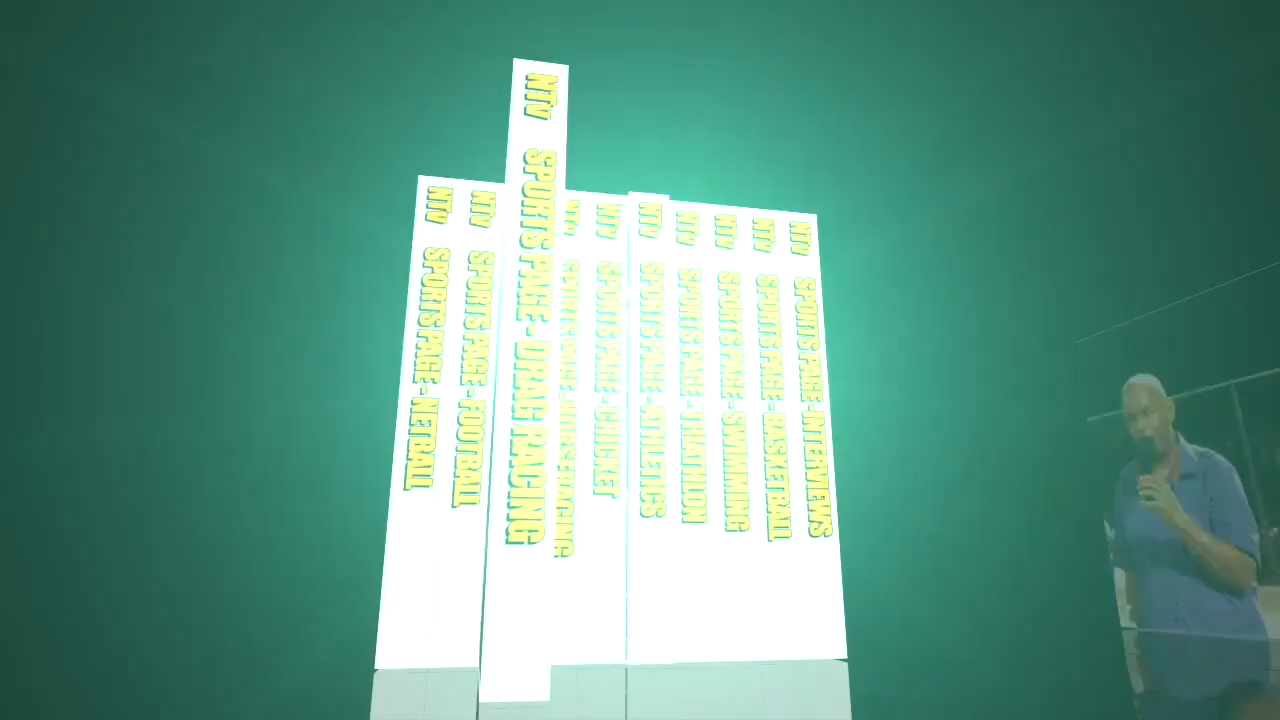 NTV SPORTS PAGE - NETBALL
NTV SPORTS PAGE - FOOTBALL
NTV SPORTS PAGE - DRAG RACING
NTV SPORTS PAGE - HORSERACING
NTV SPORTS PAGE - CRICKET
NTV SPORTS PAGE - ATHLETICS
NTV SPORTS PAGE - TRIATHLON
NTV SPORTS PAGE - SWIMMING
NTV SPORTS PAGE - BASKETBALL
NTV SPORTS PAGE - INTERVIEWS